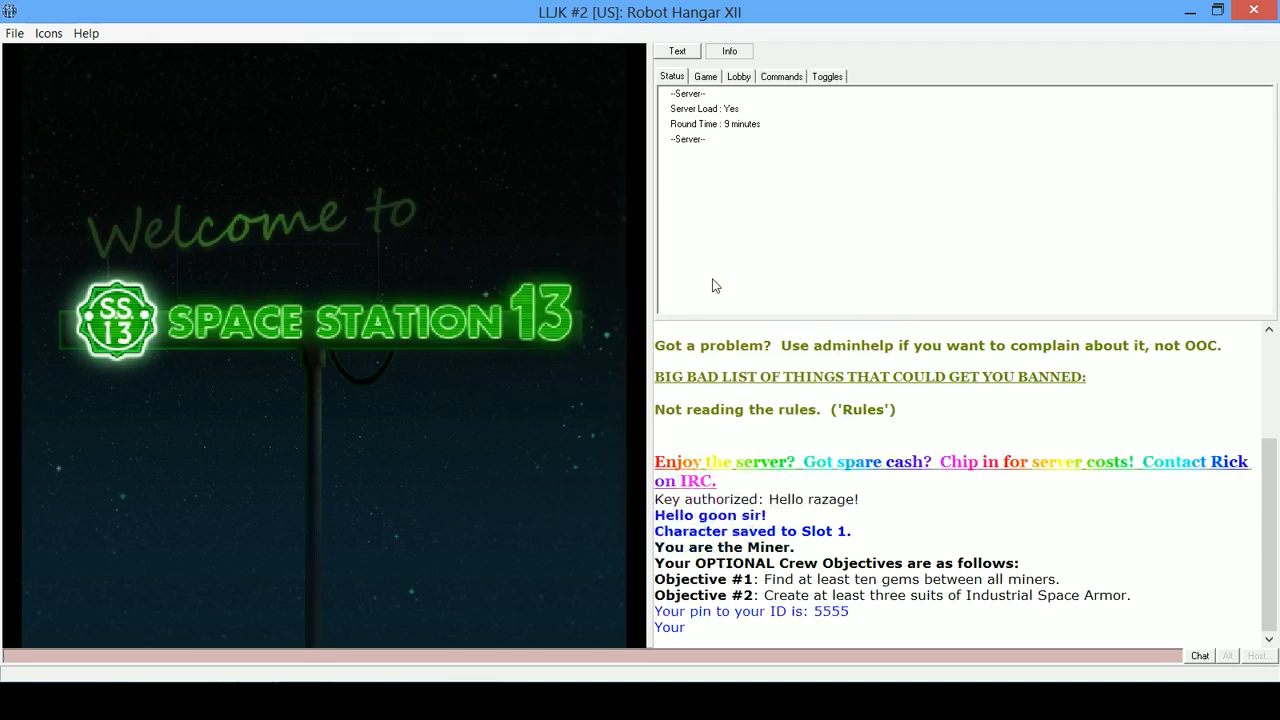 LLJK #2 [US]: Robot Hangar XII
File Icons Help
Text Info
Status Game Lobby Commands Toggles
--Server--
Server Load : Yes
Round Time : 9 minutes
--Server--
Welcome to
SS
13
SPACE STATION 13
Got a problem? Use adminhelp if you want to complain about it, not OOC.
BIG BAD LIST OF THINGS THAT COULD GET YOU BANNED:
Not reading the rules. ('Rules')
Enjoy the server? Got spare cash? Chip in for server costs! Contact Rick
on IRC.
Key authorized: Hello razage!
Hello goon sir!
Character saved to Slot 1.
You are the Miner.
Your OPTIONAL Crew Objectives are as follows:
Objective #1: Find at least ten gems between all miners.
Objective #2: Create at least three suits of Industrial Space Armor.
Your pin to your ID is: 5555
Your
Chat Alt Host...